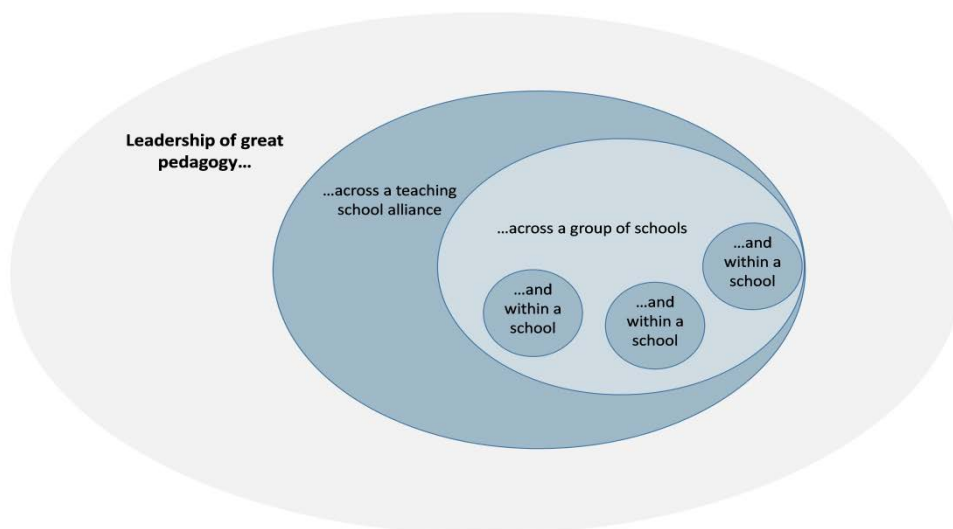 Leadership of great
pedagogy…
…across a teaching
school alliance
…across a group of schools
…and
within a
school
…and
within a
school
…and
within a
school